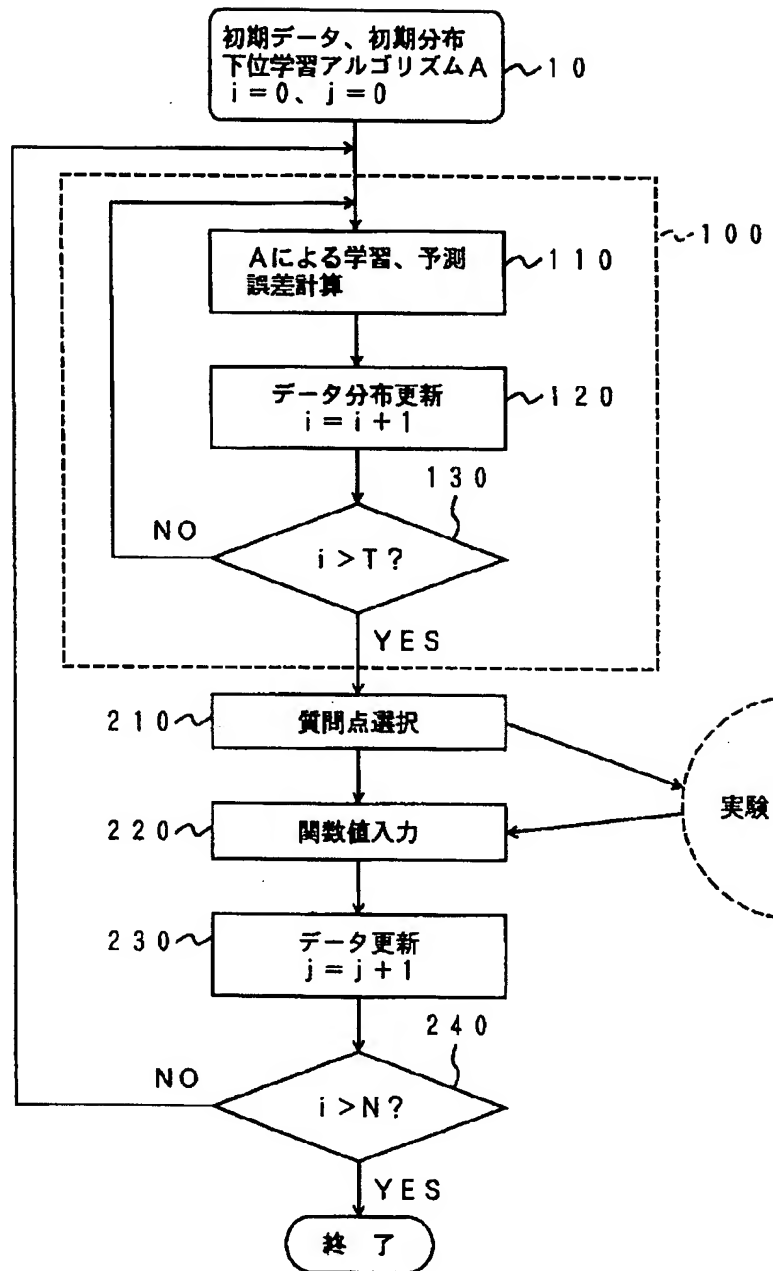 初期データ、初期分布
下位学習アルゴリズムA
i=0、j=0
10
100
Aによる学習、予測
誤差計算
110
データ分布更新
i=i+1
120
130
NO
i>T?
YES
210
質問点選択
実験
220
関数値入力
230
データ更新
j=j+1
240
NO
i>N?
YES
終 了